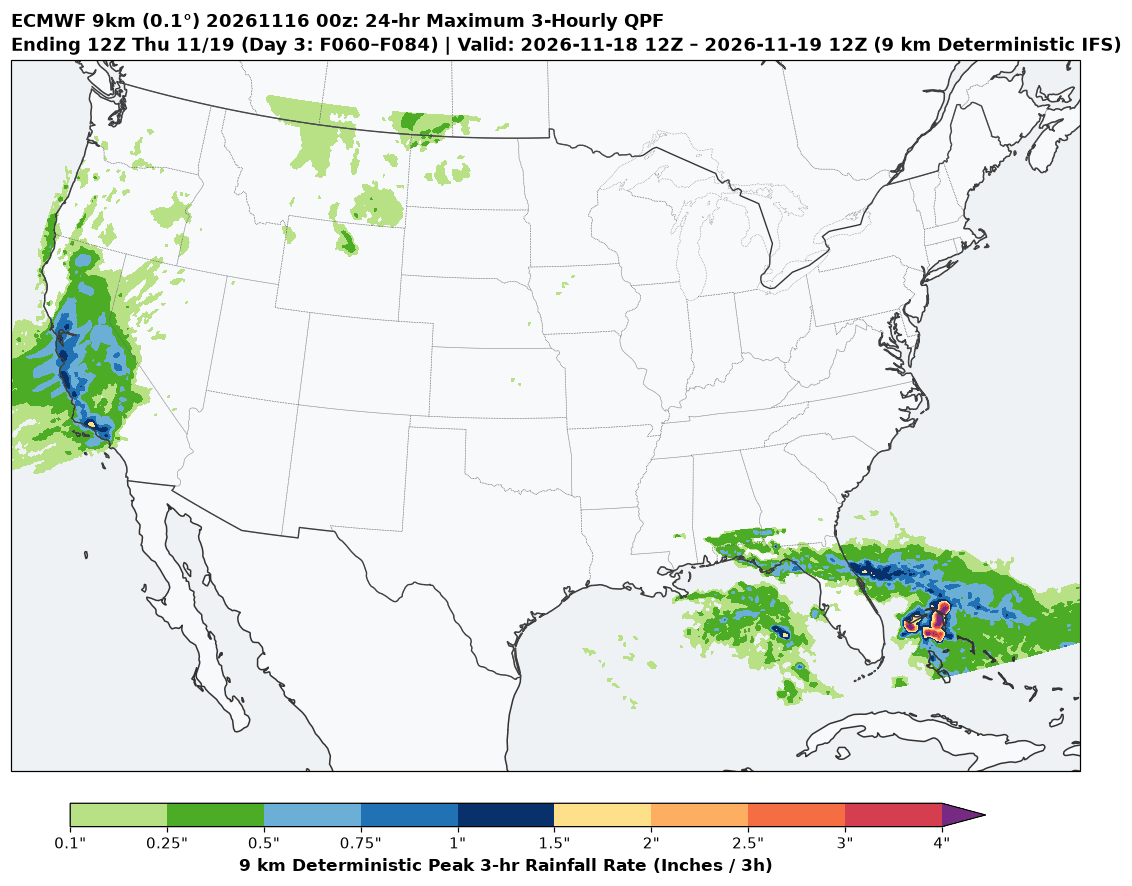 ECMWF 9km (0.1°) 20261116 00z: 24-hr Maximum 3-Hourly QPF
Ending 12Z Thu 11/19 (Day 3: F060–F084) | Valid: 2026-11-18 12Z – 2026-11-19 12Z (9 km Deterministic IFS)
0.1" 0.25" 0.5" 0.75" 1" 1.5" 2" 2.5" 3" 4"
9 km Deterministic Peak 3-hr Rainfall Rate (Inches / 3h)